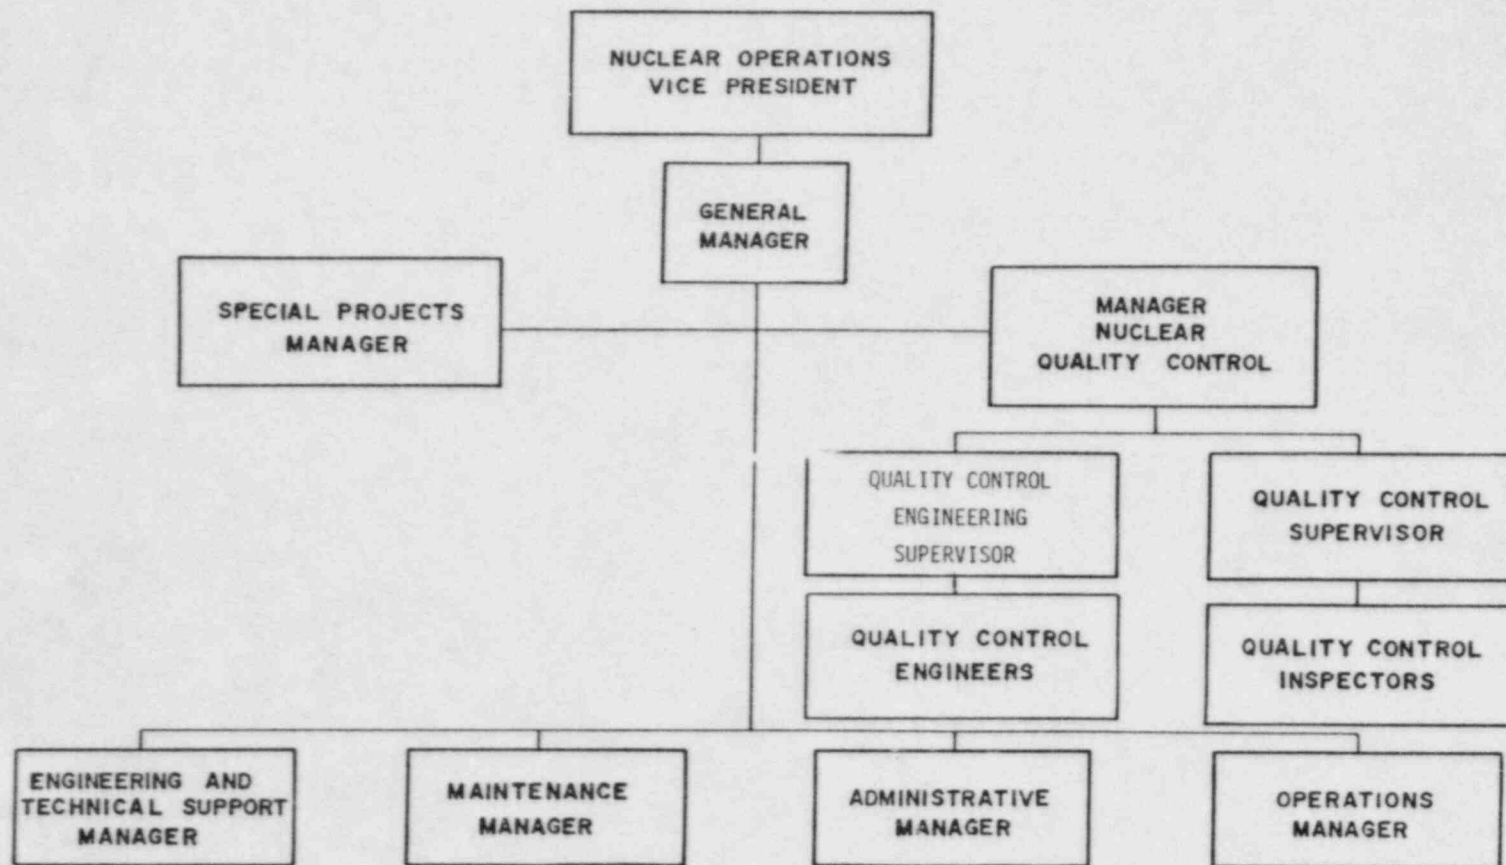 NUCLEAR OPERATIONS
VICE PRESIDENT
GENERAL
MANAGER
SPECIAL PROJECTS
MANAGER
MANAGER
NUCLEAR
QUALITY CONTROL
QUALITY CONTROL
ENGINEERING
SUPERVISOR
QUALITY CONTROL
SUPERVISOR
QUALITY CONTROL
ENGINEERS
QUALITY CONTROL
INSPECTORS
ENGINEERING AND
TECHNICAL SUPPORT
MANAGER
MAINTENANCE
MANAGER
ADMINISTRATIVE
MANAGER
OPERATIONS
MANAGER